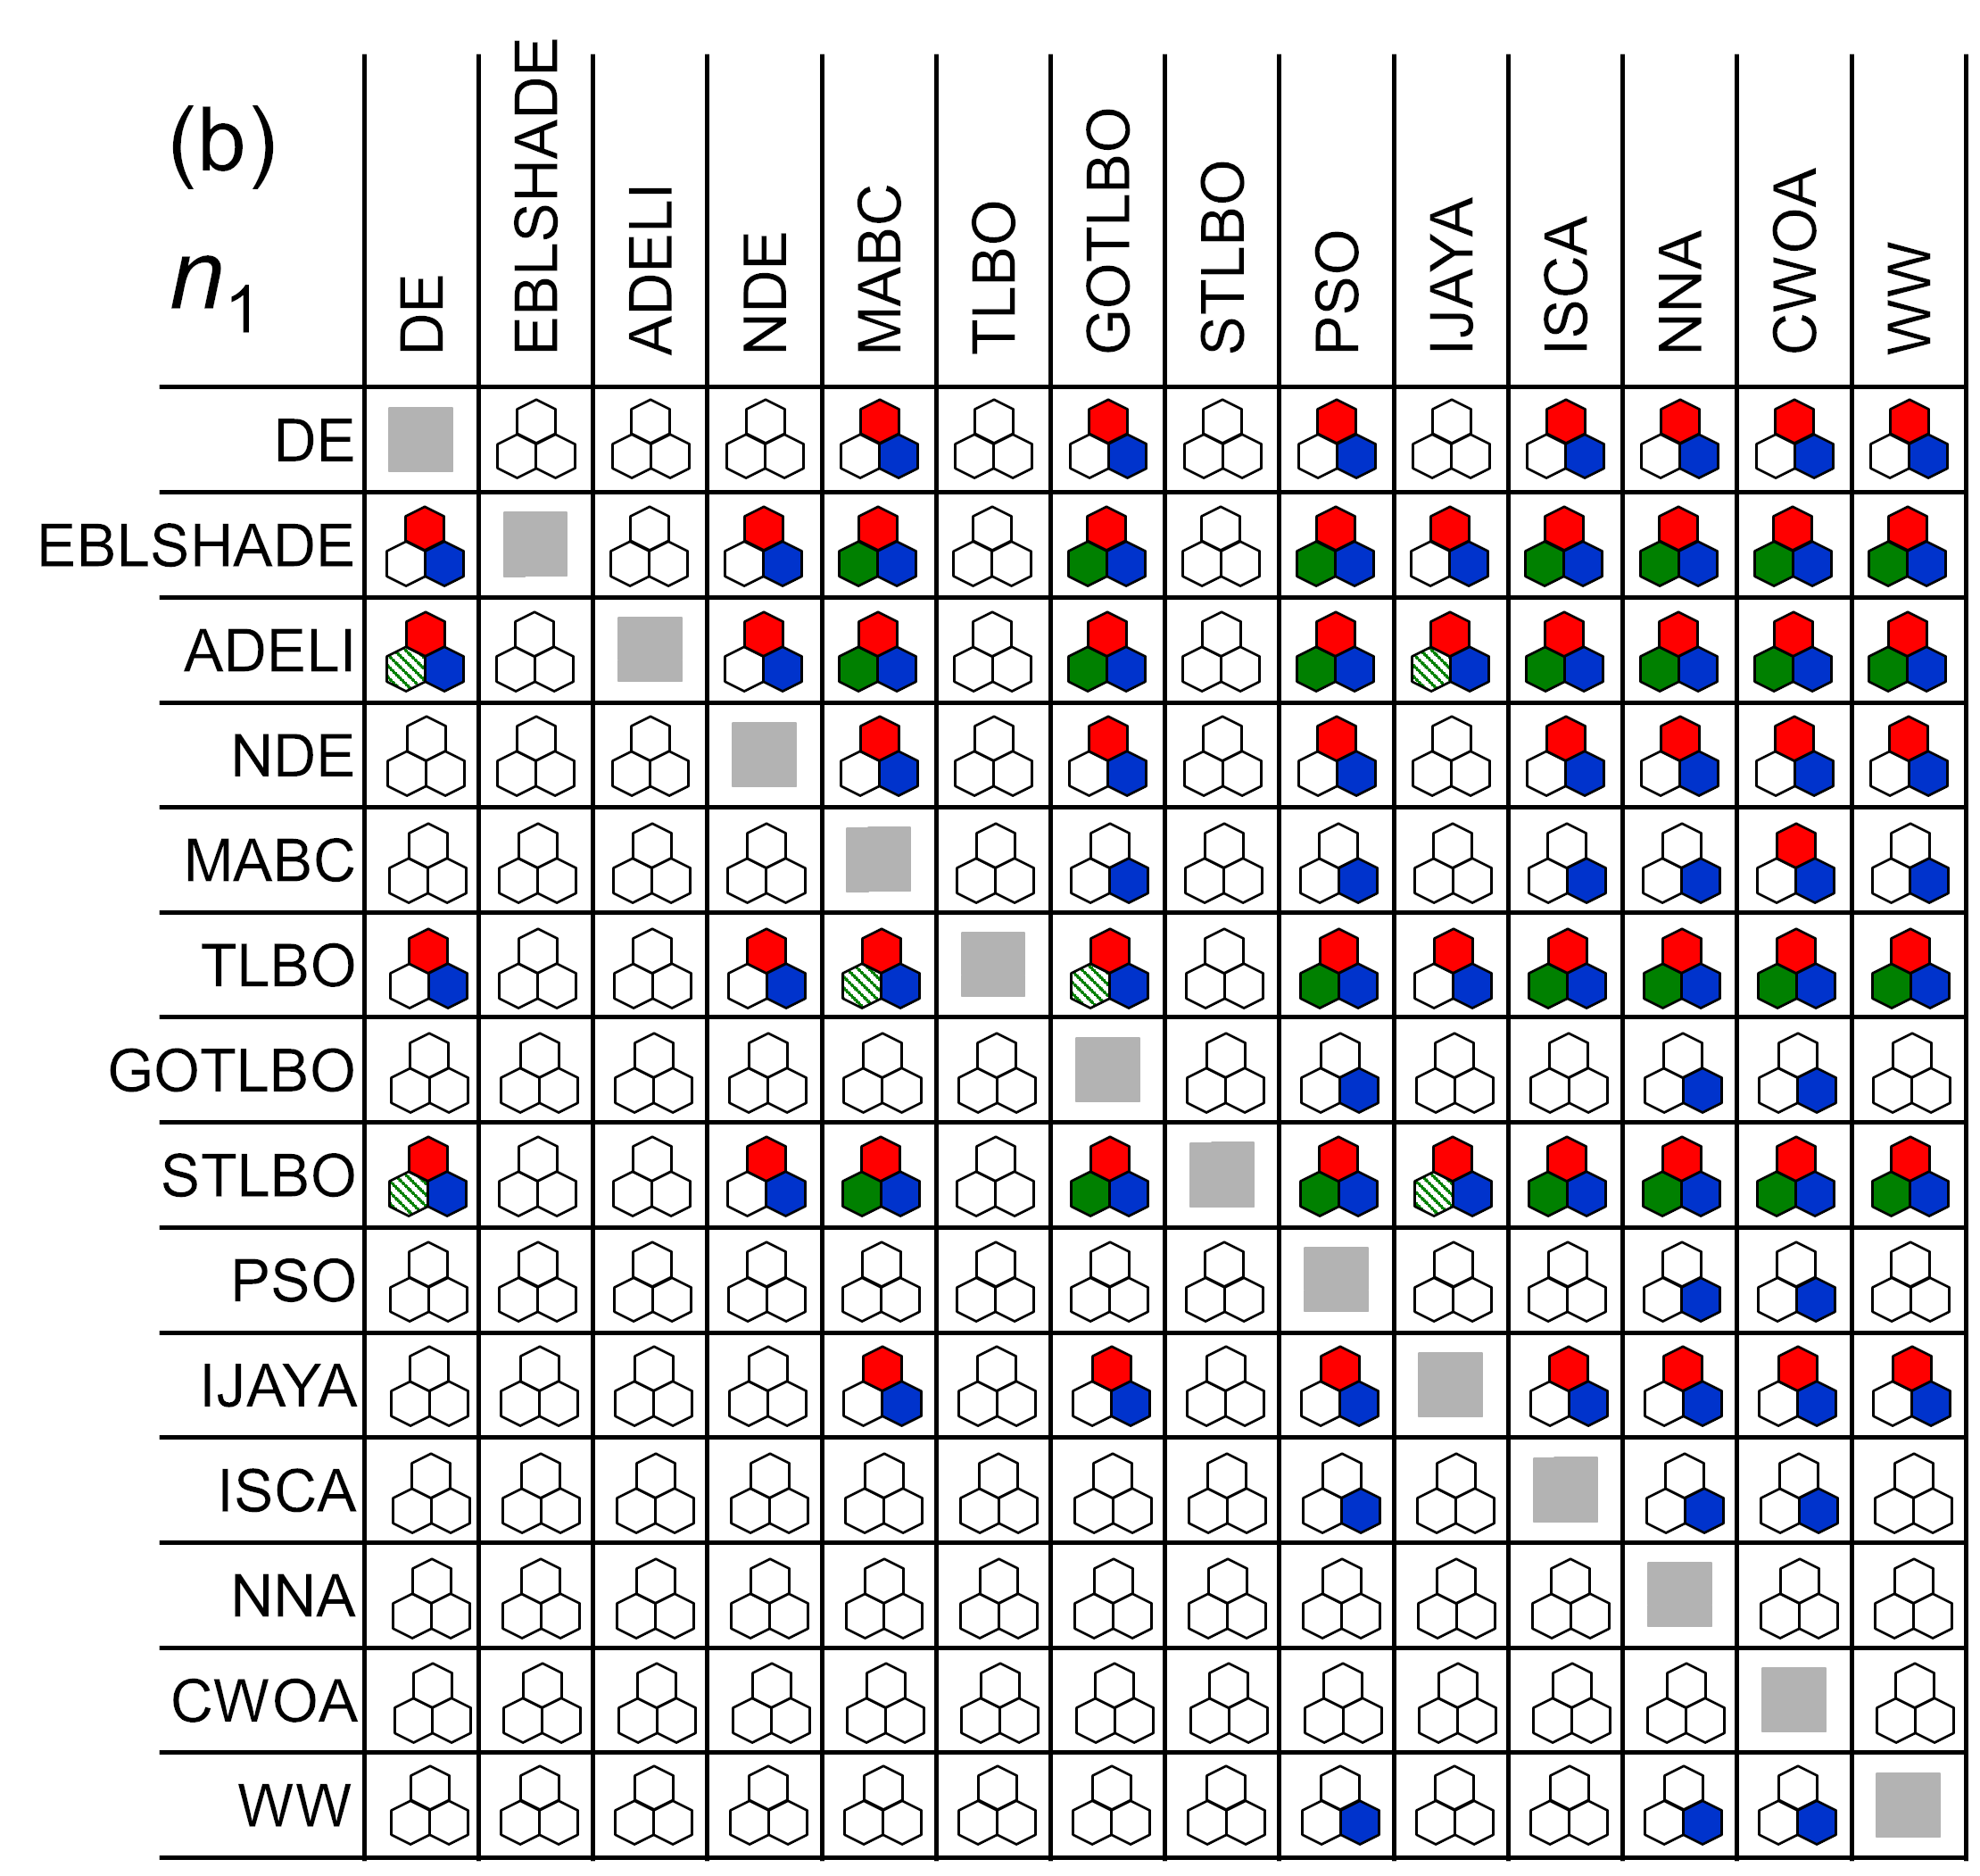 (b)
n1
DE
EBLSHADE
ADELI
NDE
MABC
TLBO
GOTLBO
STLBO
PSO
IJAYA
ISCA
NNA
CWOA
WW
DE
EBLSHADE
ADELI
NDE
MABC
TLBO
GOTLBO
STLBO
PSO
IJAYA
ISCA
NNA
CWOA
WW